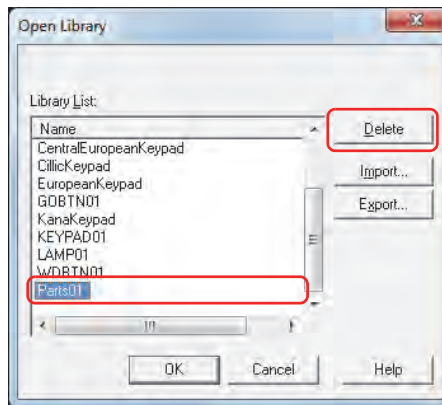 Open Library
Library List:
Name
CentralEuropeanKeypad
CillicKeypad
EuropeanKeypad
GOBTN01
KanaKeypad
KEYPAD01
LAMP01
WDBTN01
Parts01
Delete
Import...
Export...
OK
Cancel
Help